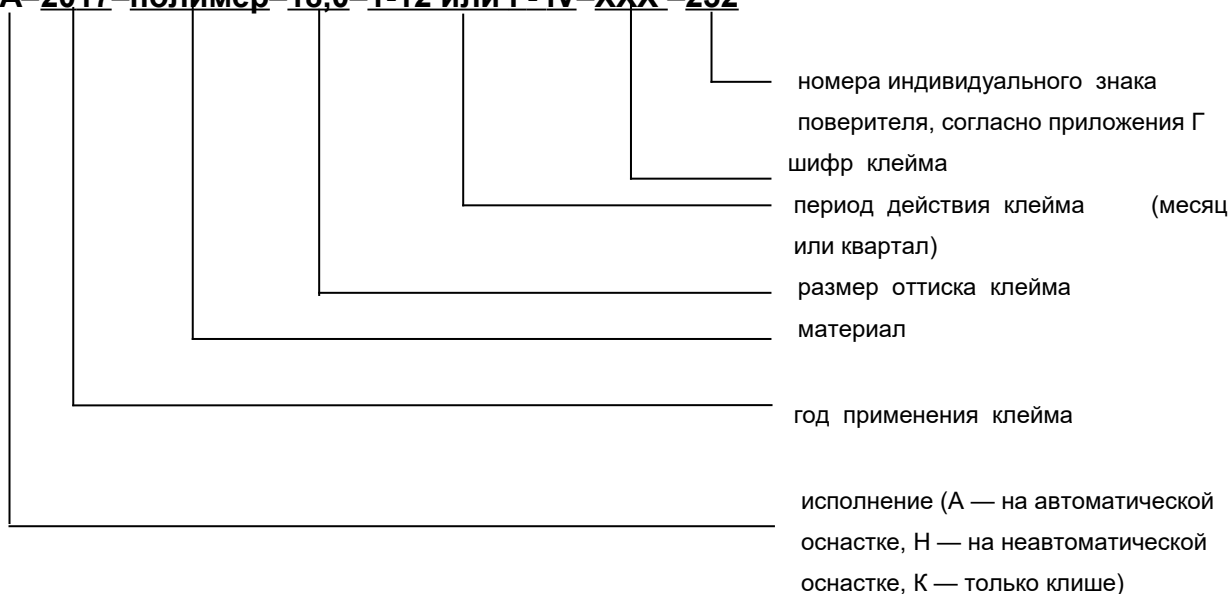 А–2017–полимер–18,0–1-12 или I - IV–ХХХ –232
номера индивидуального знака
поверителя, согласно приложения Г
шифр клейма
период действия клейма (месяц
или квартал)
размер оттиска клейма
материал
год применения клейма
исполнение (А — на автоматической
оснастке, Н — на неавтоматической
оснастке, К — только клише)